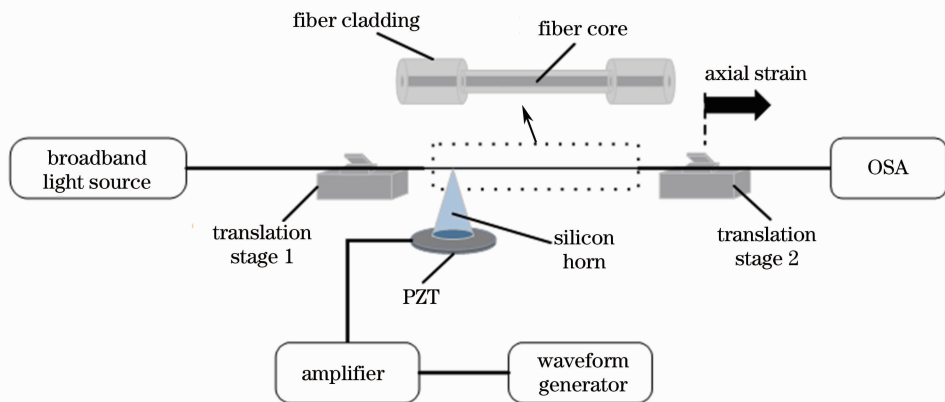 fiber cladding
fiber core
axial strain
broadband
light source
OSA
translation
stage 1
silicon
horn
translation
stage 2
PZT
amplifier
waveform
generator